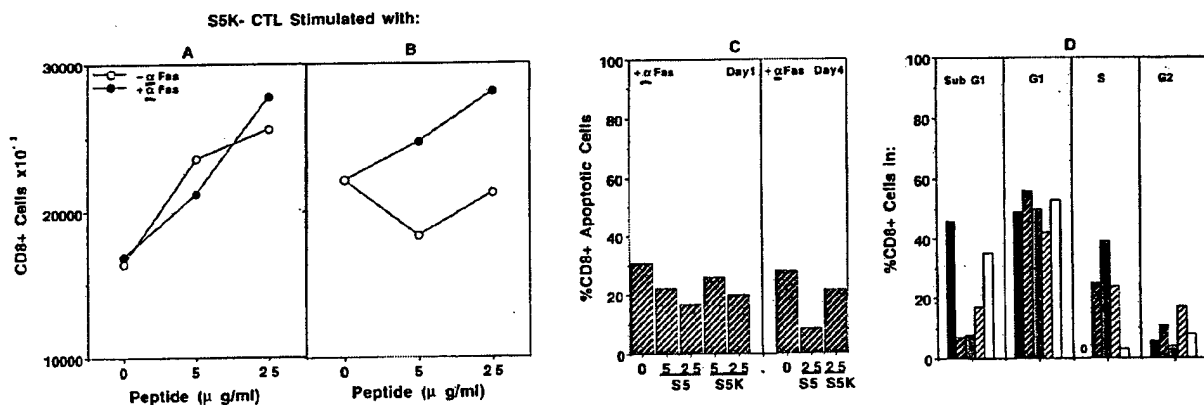 S5K- CTL Stimulated with:
A
B
C
D
30000
20000
10000
CD8+ Cells x10⁻³
-α Fas
+α Fas
0
5
25
Peptide (μ g/ml)
0
5
25
Peptide (μ g/ml)
%CD8+ Apoptotic Cells
100
80
60
40
20
0
+α Fas Day1
+α Fas Day4
0 5 25 5 25
S5 S5K
0 25 25
S5 S5K
%CD8+ Cells in:
100
80
60
40
20
0
Sub G1
G1
S
G2
0